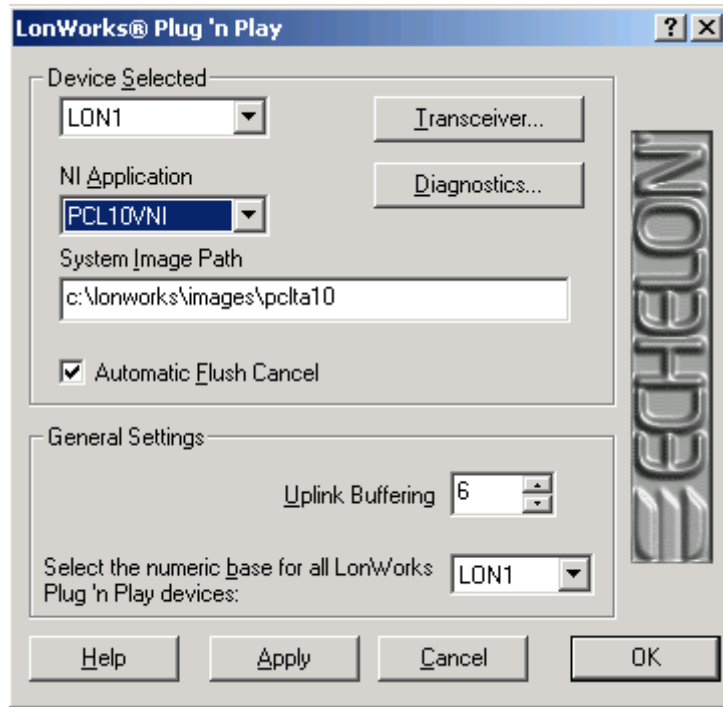 LonWorks® Plug 'n Play
Device Selected
LON1
Transceiver...
NI Application
Diagnostics...
PCL10VNI
System Image Path
c:\lonworks\images\pclta10
Automatic Flush Cancel
ECHELON
General Settings
Uplink Buffering
6
Select the numeric base for all LonWorks
Plug 'n Play devices:
LON1
Help
Apply
Cancel
OK